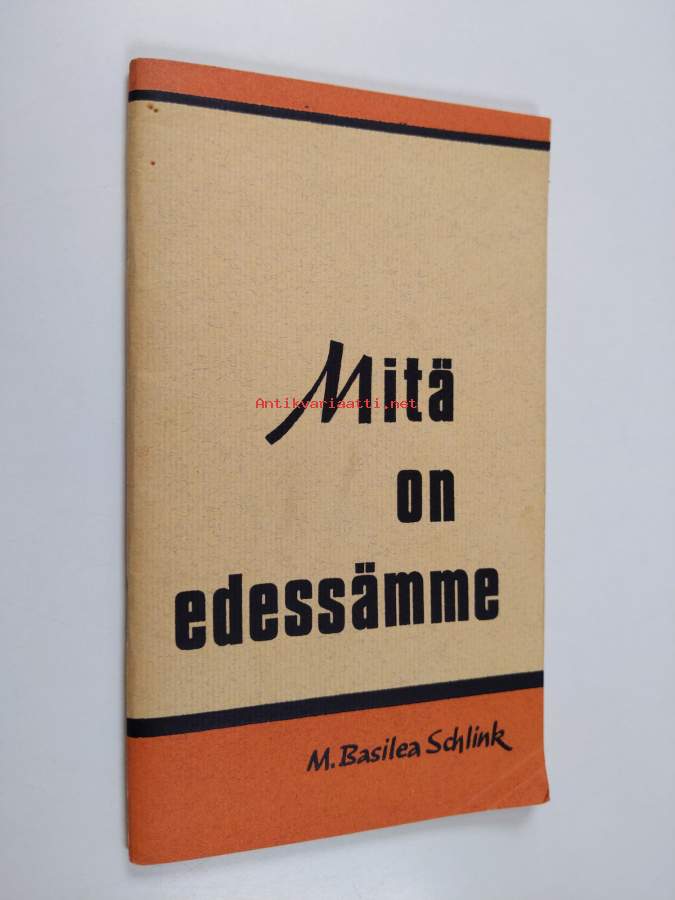 Mitä
Antikvariaatti.net
on
edessämme
M. Basilea Schlink